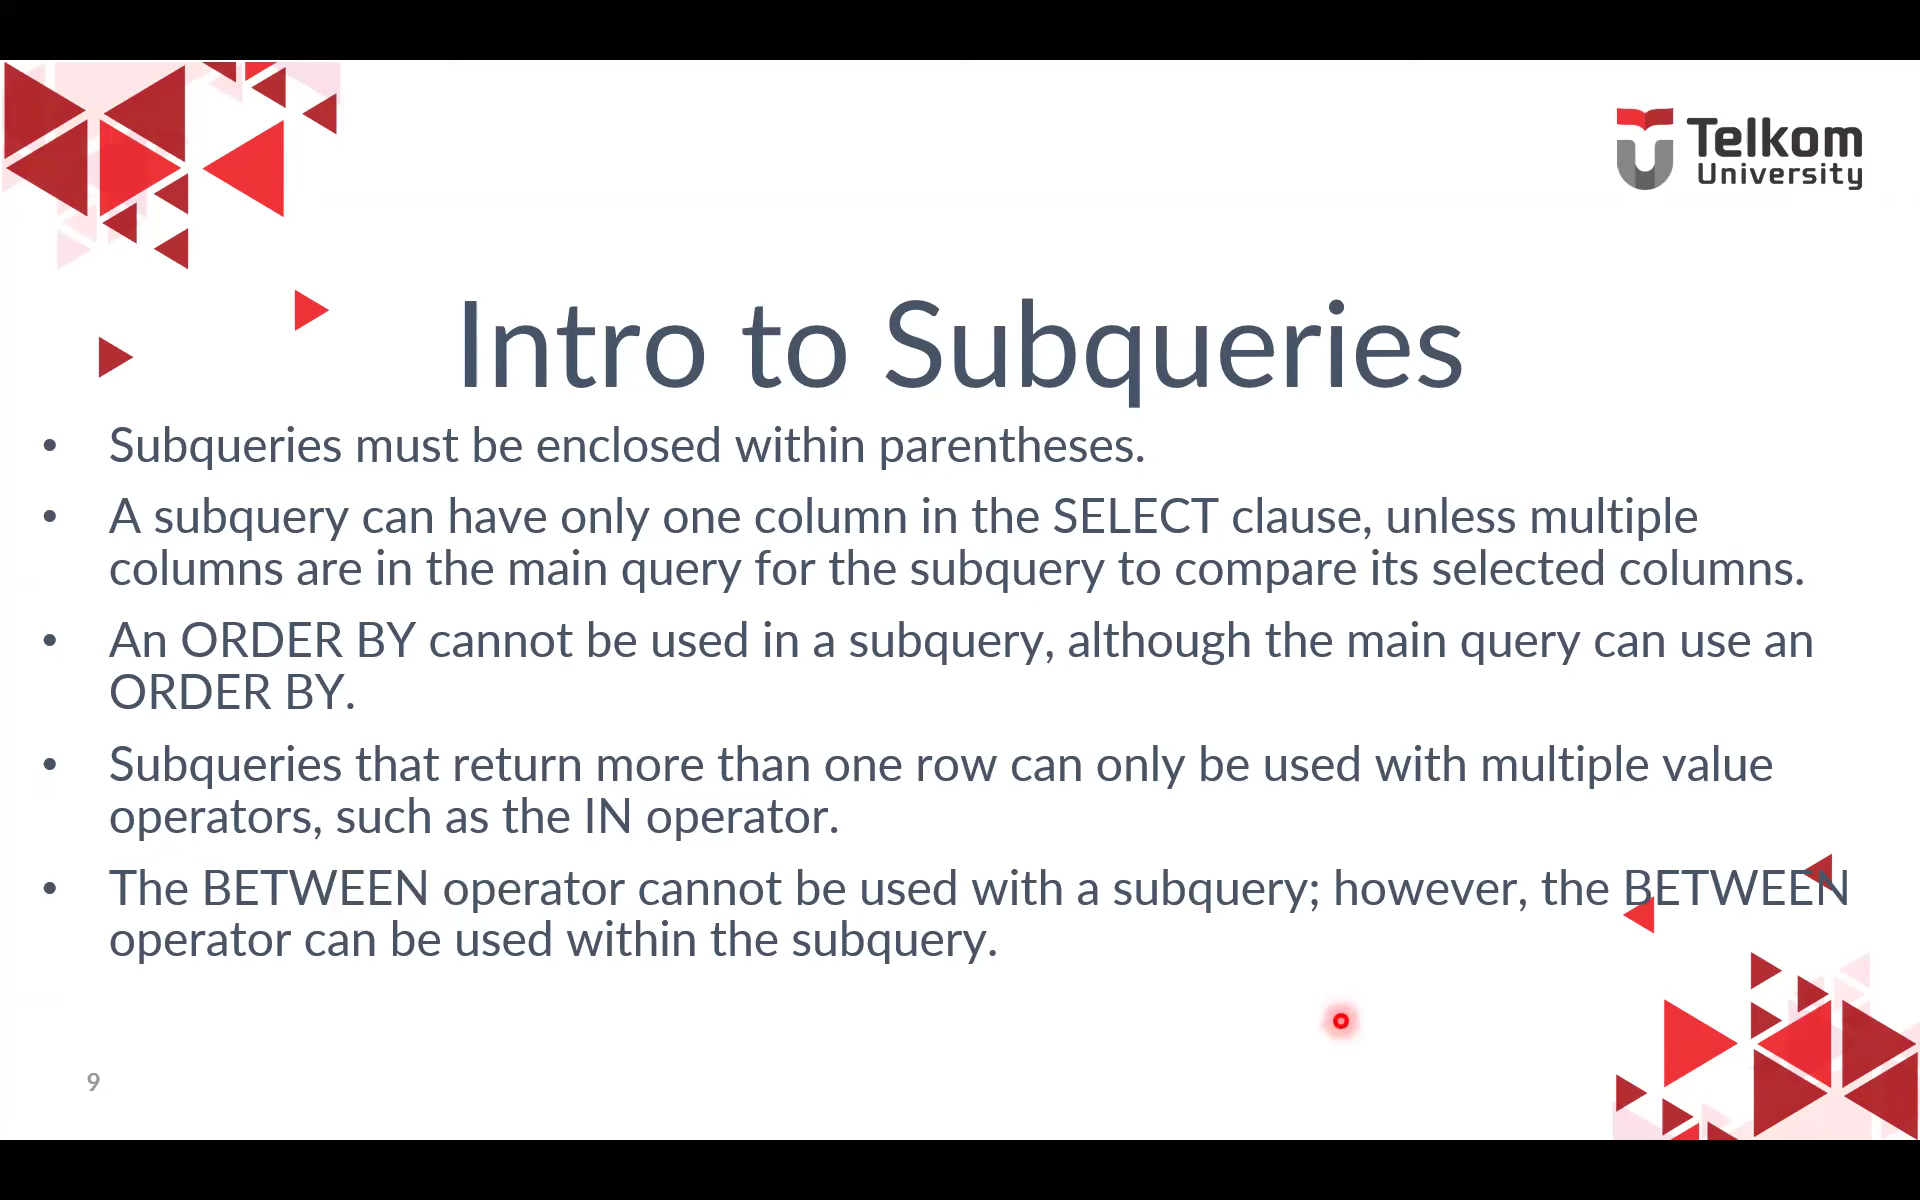 Telkom
University
Intro to Subqueries
• Subqueries must be enclosed within parentheses.
• A subquery can have only one column in the SELECT clause, unless multiple
columns are in the main query for the subquery to compare its selected columns.
• An ORDER BY cannot be used in a subquery, although the main query can use an
ORDER BY.
• Subqueries that return more than one row can only be used with multiple value
operators, such as the IN operator.
• The BETWEEN operator cannot be used with a subquery; however, the BETWEEN
operator can be used within the subquery.
9